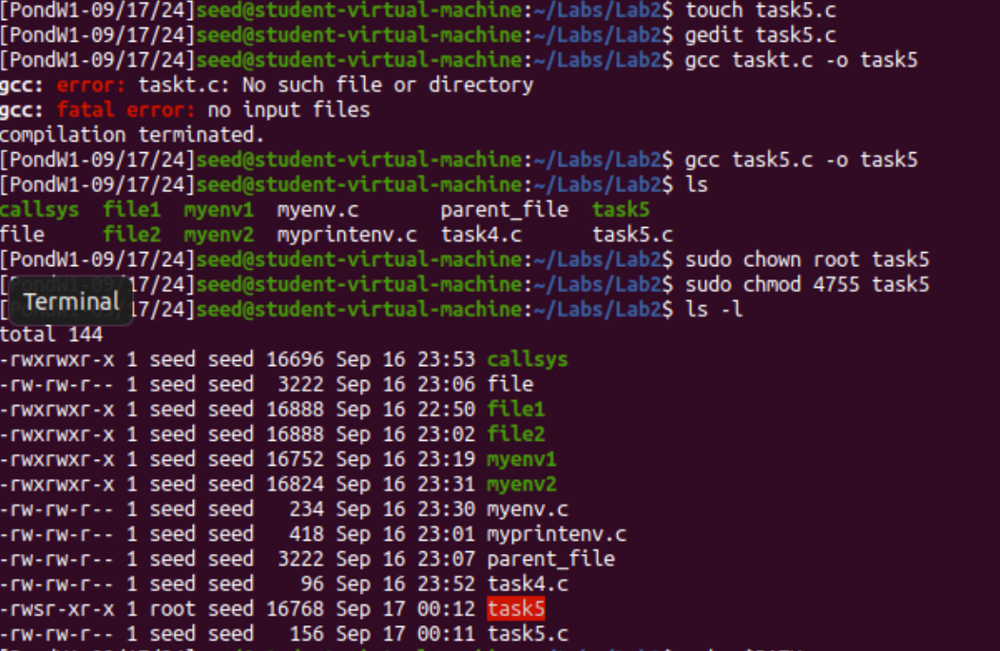 [PondW1-09/17/24]seed@student-virtual-machine:~/Labs/Lab2$ touch task5.c
[PondW1-09/17/24]seed@student-virtual-machine:~/Labs/Lab2$ gedit task5.c
[PondW1-09/17/24]seed@student-virtual-machine:~/Labs/Lab2$ gcc taskt.c -o task5
gcc: error: taskt.c: No such file or directory
gcc: fatal error: no input files
compilation terminated.
[PondW1-09/17/24]seed@student-virtual-machine:~/Labs/Lab2$ gcc task5.c -o task5
[PondW1-09/17/24]seed@student-virtual-machine:~/Labs/Lab2$ ls
callsys  file1  myenv1  myenv.c      parent_file  task5
file     file2  myenv2  myprintenv.c  task4.c      task5.c
[PondW1-09/17/24]seed@student-virtual-machine:~/Labs/Lab2$ sudo chown root task5
[PondW1-09/17/24]seed@student-virtual-machine:~/Labs/Lab2$ sudo chmod 4755 task5
Terminal
[ 17/24]seed@student-virtual-machine:~/Labs/Lab2$ ls -l
total 144
-rwxrwxr-x 1 seed seed 16696 Sep 16 23:53 callsys
-rw-rw-r-- 1 seed seed  3222 Sep 16 23:06 file
-rwxrwxr-x 1 seed seed 16888 Sep 16 22:50 file1
-rwxrwxr-x 1 seed seed 16888 Sep 16 23:02 file2
-rwxrwxr-x 1 seed seed 16752 Sep 16 23:19 myenv1
-rwxrwxr-x 1 seed seed 16824 Sep 16 23:31 myenv2
-rw-rw-r-- 1 seed seed   234 Sep 16 23:30 myenv.c
-rw-rw-r-- 1 seed seed   418 Sep 16 23:01 myprintenv.c
-rw-rw-r-- 1 seed seed  3222 Sep 16 23:07 parent_file
-rw-rw-r-- 1 seed seed    96 Sep 16 23:52 task4.c
-rwsr-xr-x 1 root seed 16768 Sep 17 00:12 task5
-rw-rw-r-- 1 seed seed   156 Sep 17 00:11 task5.c